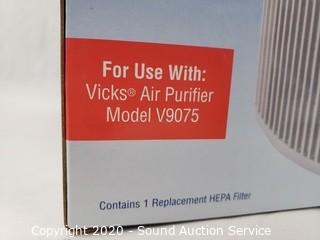 For Use With:
Vicks® Air Purifier
Model V9075
Contains 1 Replacement HEPA Filter
Copyright © 2020 - Sound Auction Service